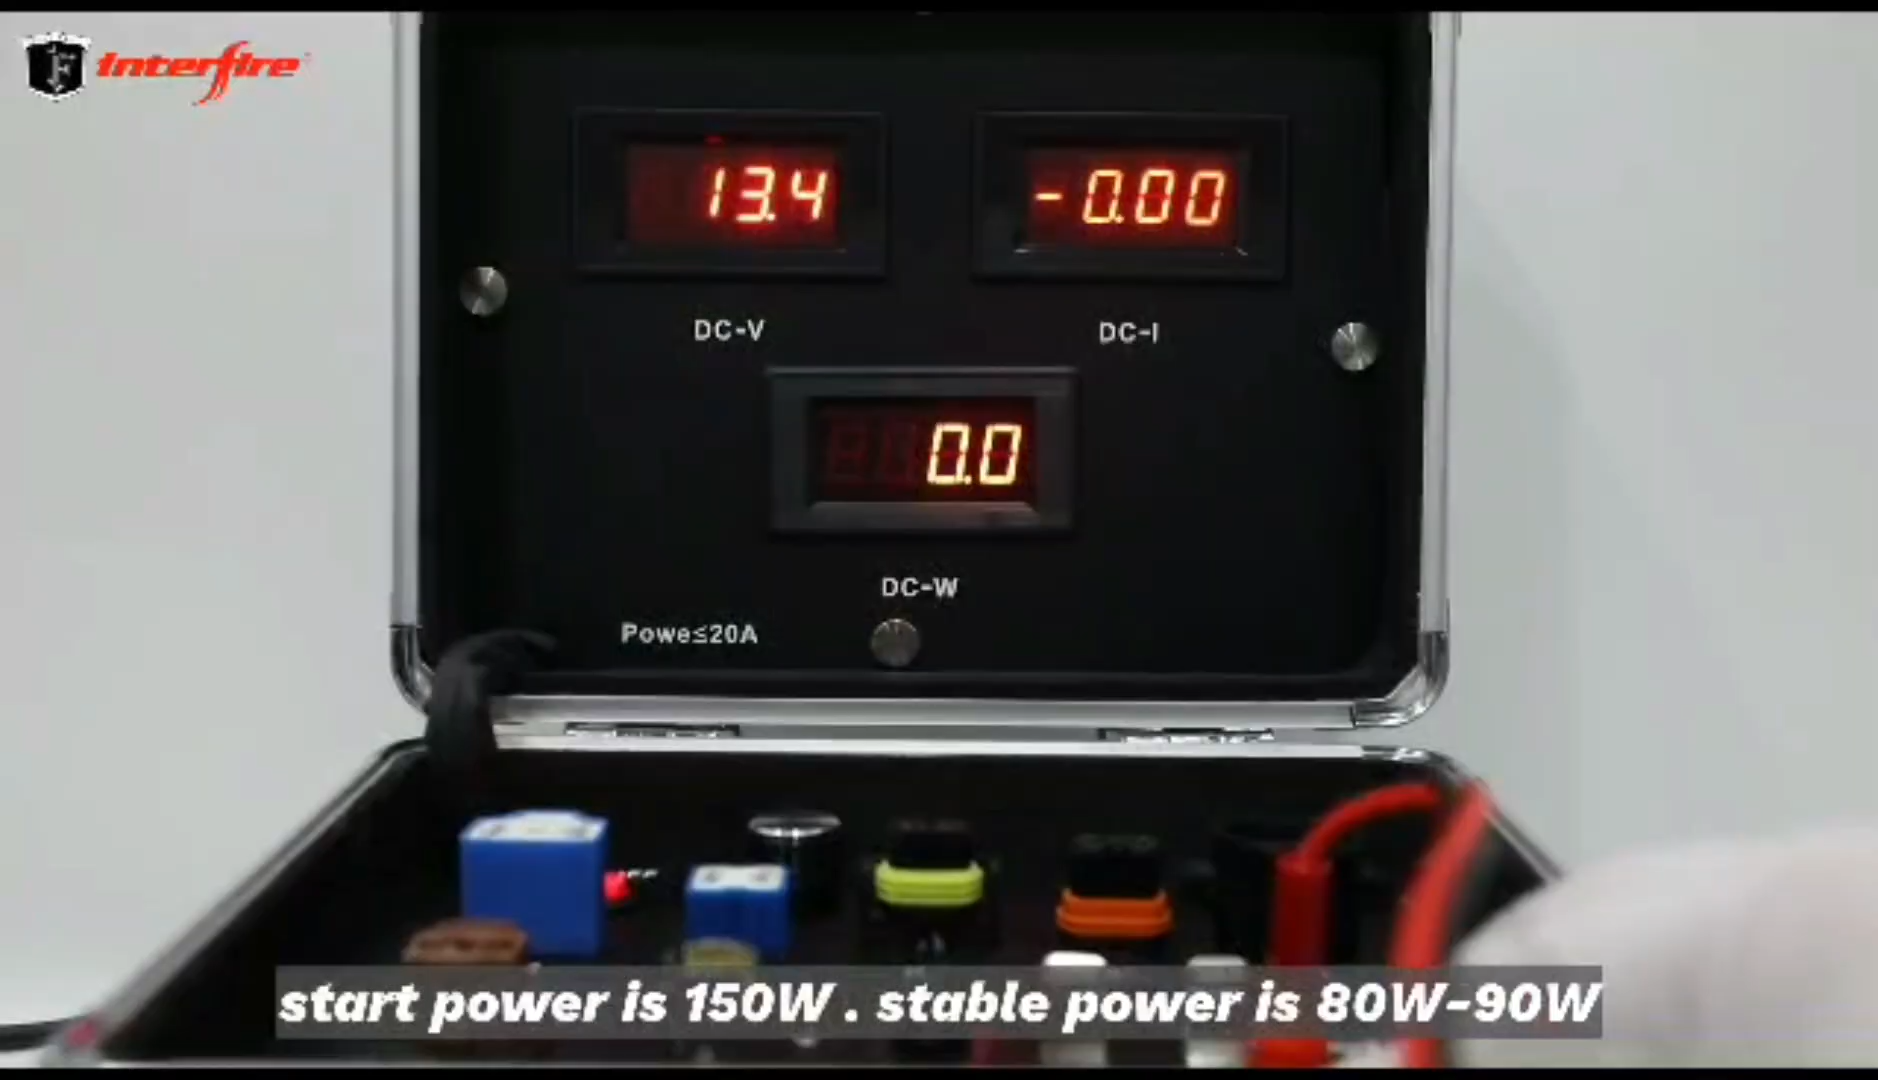 Interfire
13.4
-0.00
DC-V
DC-I
0.0
DC-W
Powe≤20A
start power is 150W . stable power is 80W-90W